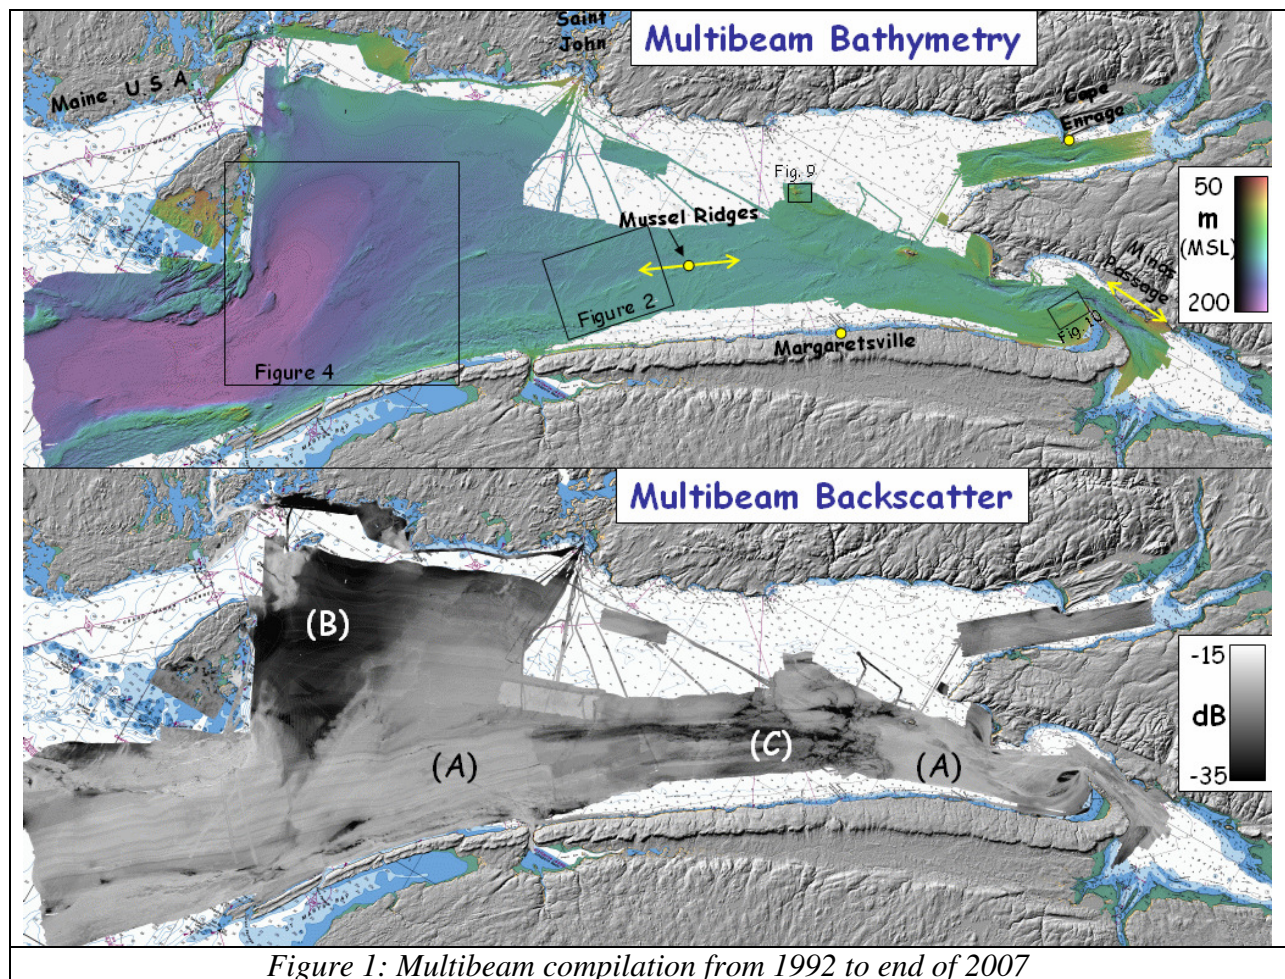 Saint
John
Multibeam Bathymetry
Maine, U.S.A.
Cape
Enrage
Fig. 9
50
m
(MSL)
200
Mussel Ridges
Minas
Passage
Figure 2
Fig. 10
Margaretsville
Figure 4
Multibeam Backscatter
(B)
-15
dB
-35
(A)
(C)
(A)
Figure 1: Multibeam compilation from 1992 to end of 2007